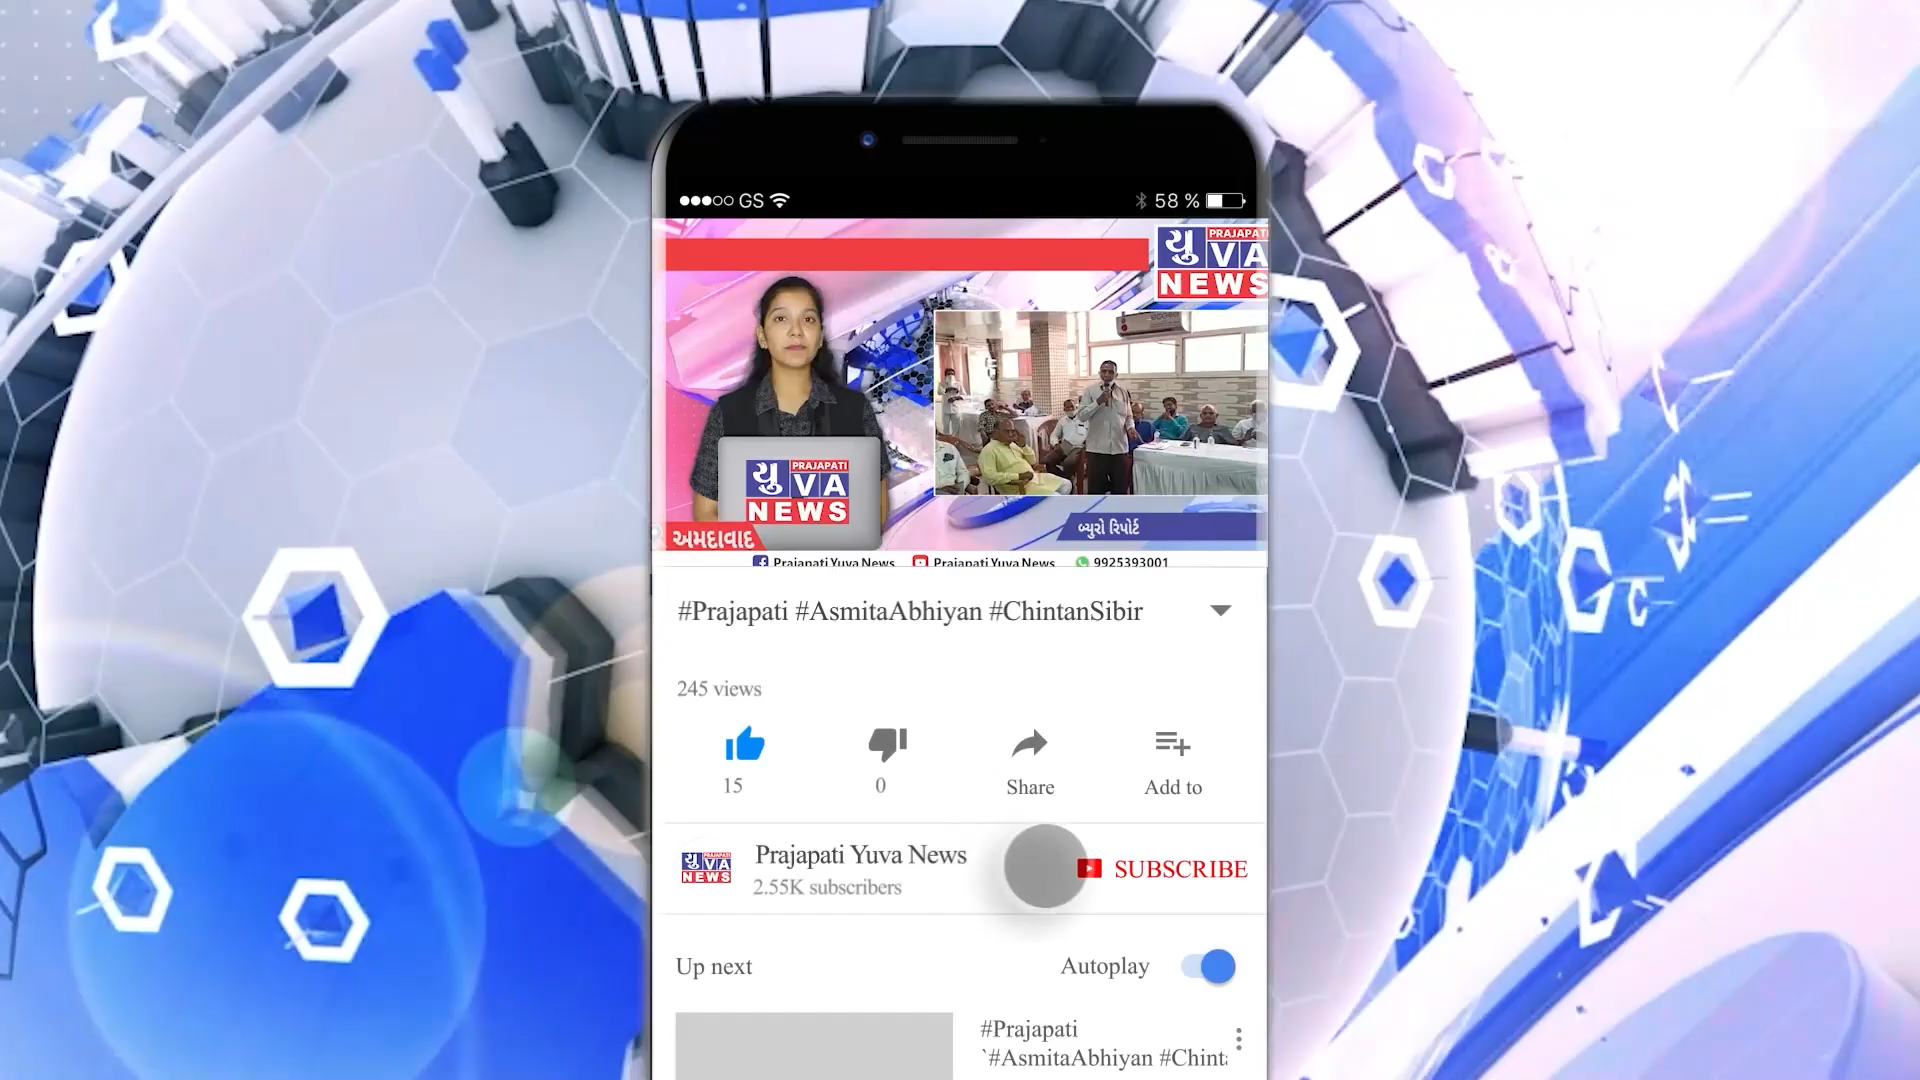 GS
58 %
PRAJAPATI
યુ VA
NEWS
PRAJAPATI
યુ VA
NEWS
અમદાવાદ
બ્યુરો રિપોર્ટ
Prajapati Yuva News
Prajapati Yuva News
9925393001
#Prajapati #AsmitaAbhiyan #ChintanSibir
245 views
15
0
Share
Add to
યુ VA
NEWS
Prajapati Yuva News
2.55K subscribers
SUBSCRIBE
Up next
Autoplay
#Prajapati
`#AsmitaAbhiyan #Chint